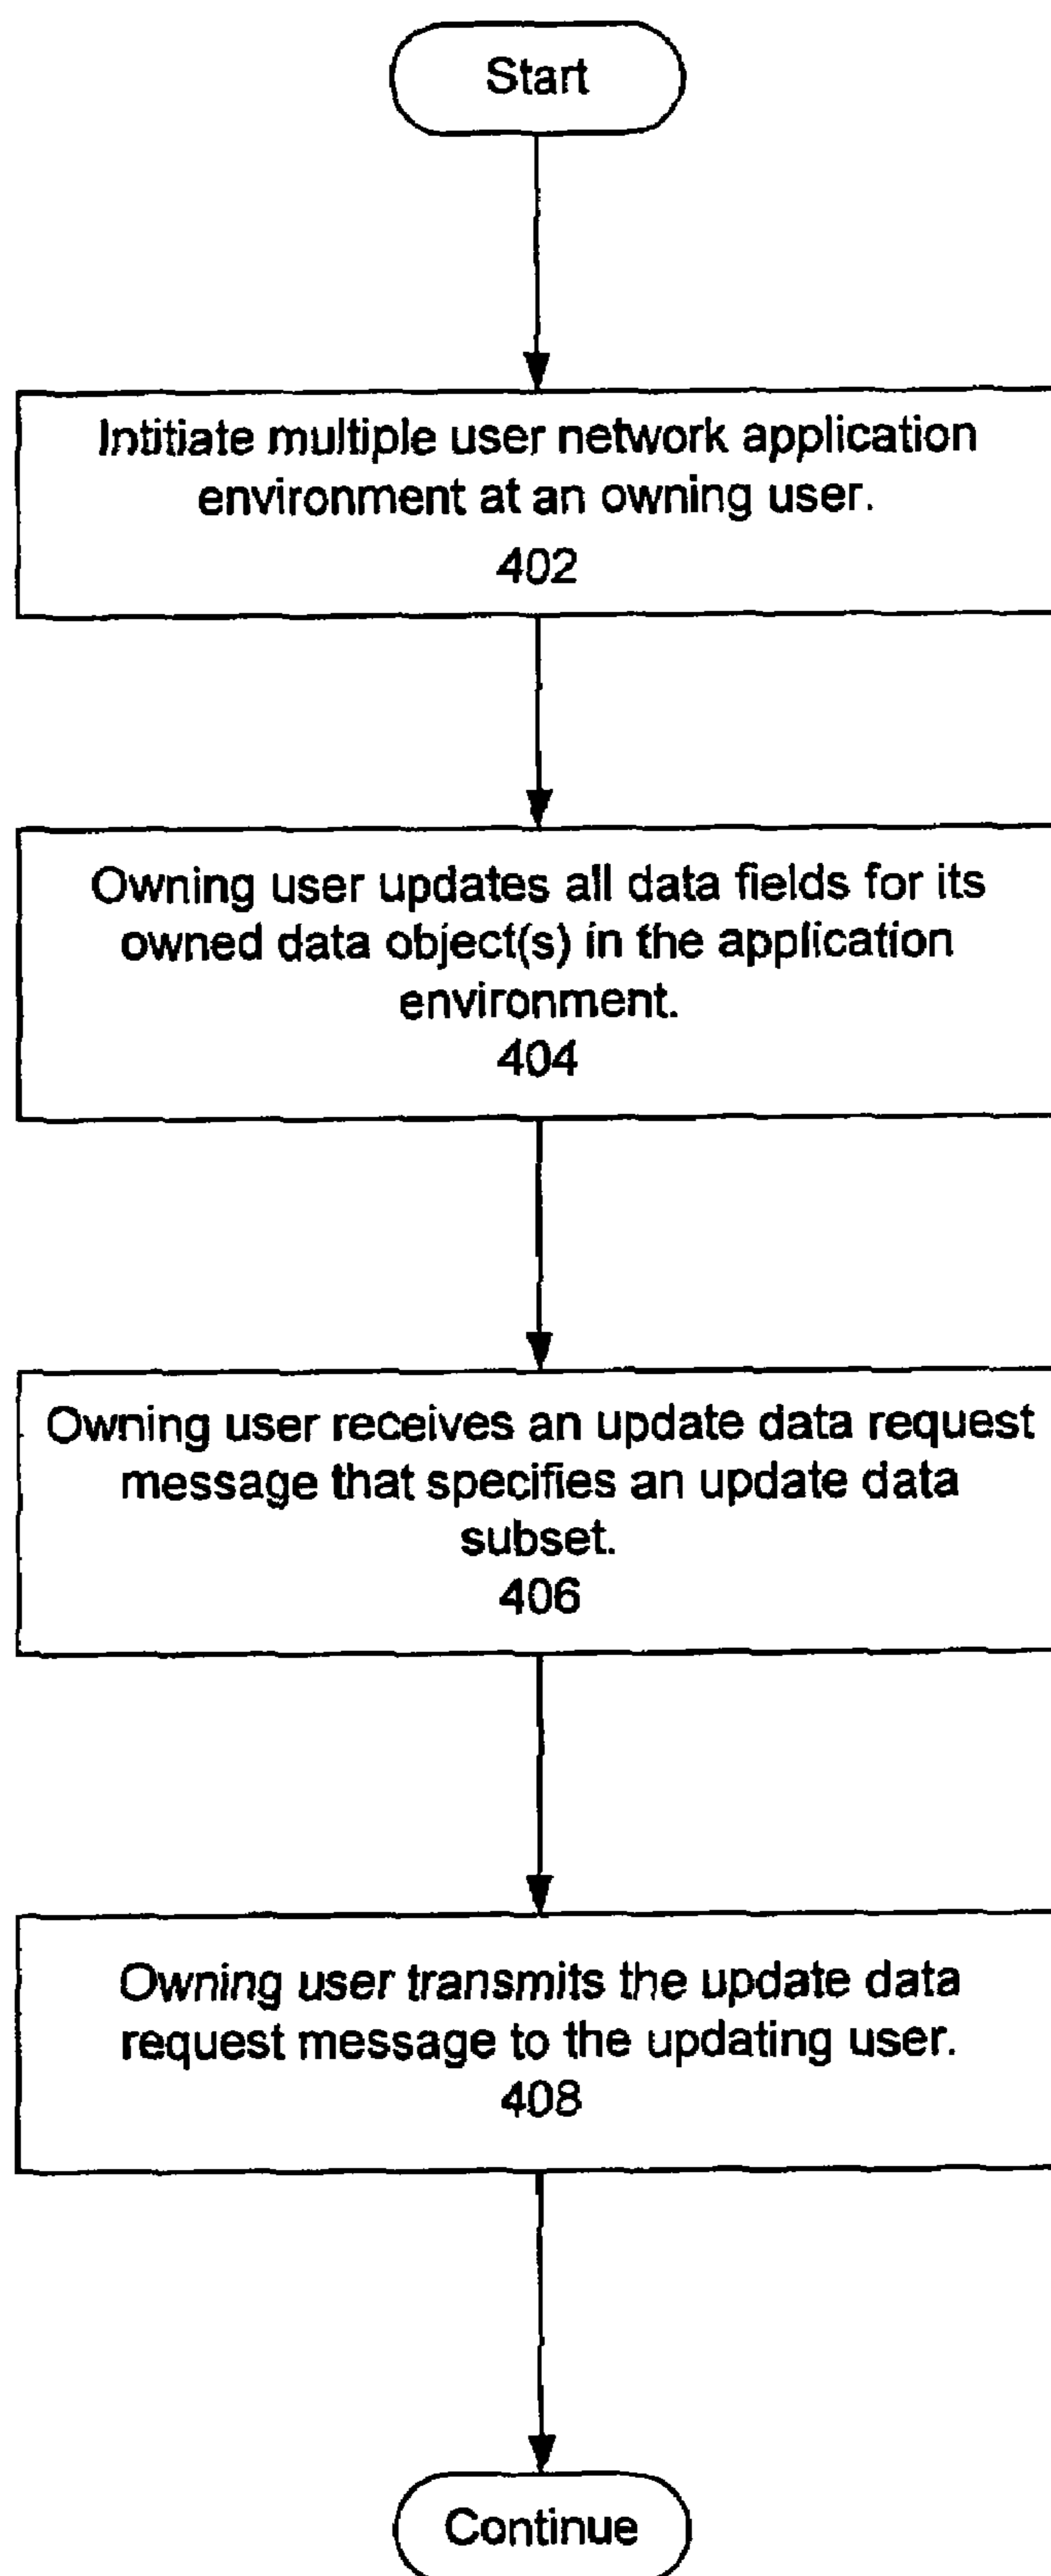 Start
Intitiate multiple user network application
environment at an owning user.
402
Owning user updates all data fields for its
owned data object(s) in the application
environment.
404
Owning user receives an update data request
message that specifies an update data
subset.
406
Owning user transmits the update data
request message to the updating user.
408
Continue